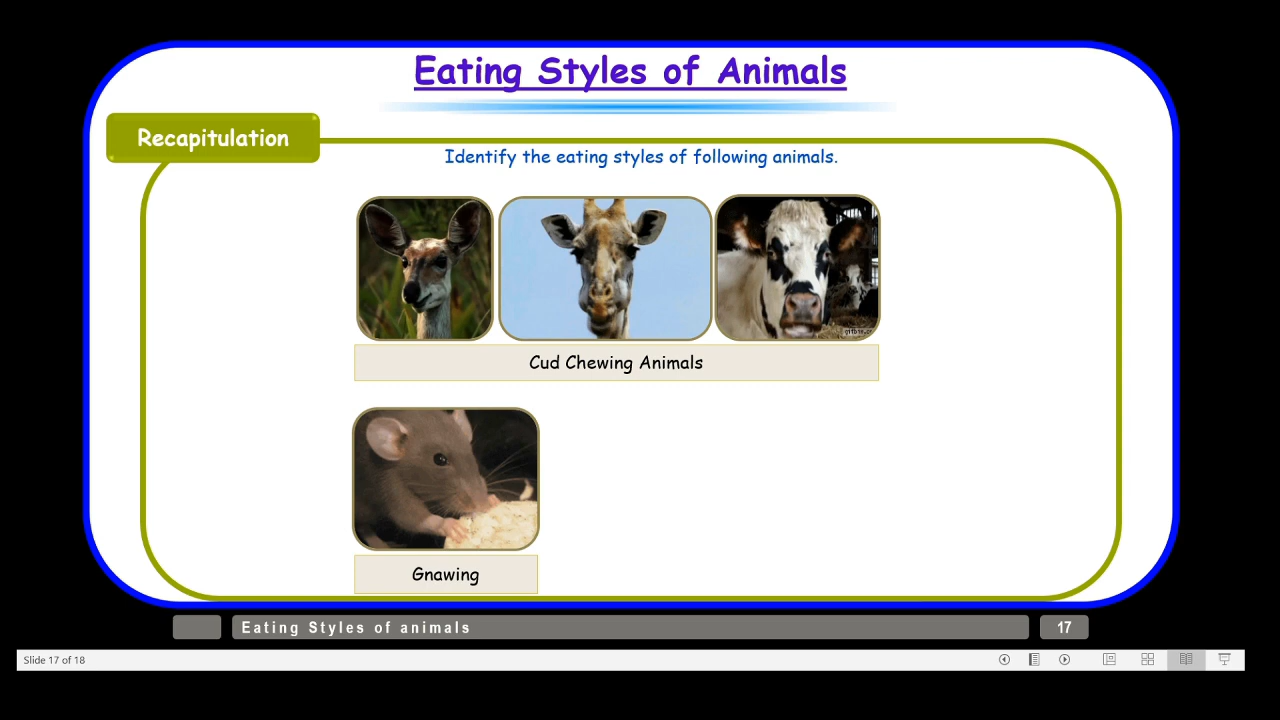 Eating Styles of Animals
Recapitulation
Identify the eating styles of following animals.
Cud Chewing Animals
Gnawing
Eating Styles of animals
17
Slide 17 of 18